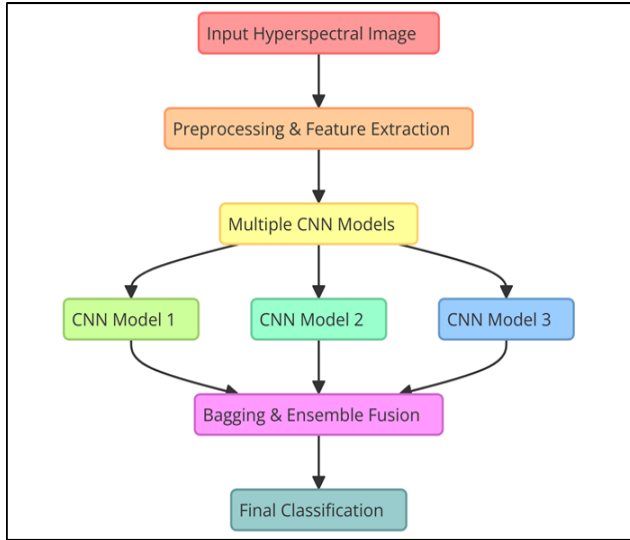 Input Hyperspectral Image
Preprocessing & Feature Extraction
Multiple CNN Models
CNN Model 1
CNN Model 2
CNN Model 3
Bagging & Ensemble Fusion
Final Classification